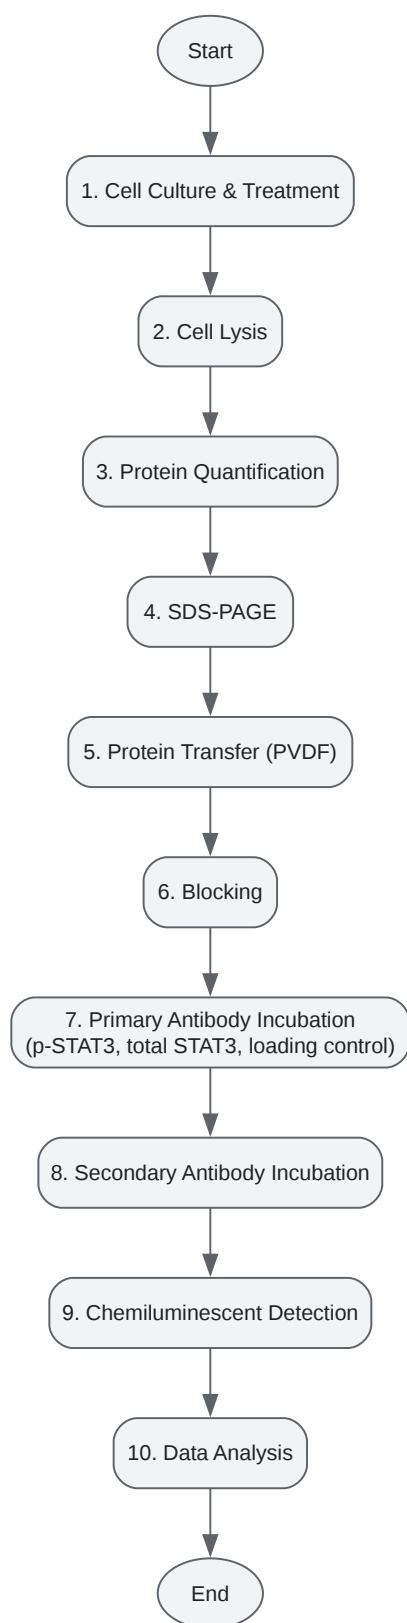 Start
1. Cell Culture & Treatment
2. Cell Lysis
3. Protein Quantification
4. SDS-PAGE
5. Protein Transfer (PVDF)
6. Blocking
7. Primary Antibody Incubation
(p-STAT3, total STAT3, loading control)
8. Secondary Antibody Incubation
9. Chemiluminescent Detection
10. Data Analysis
End